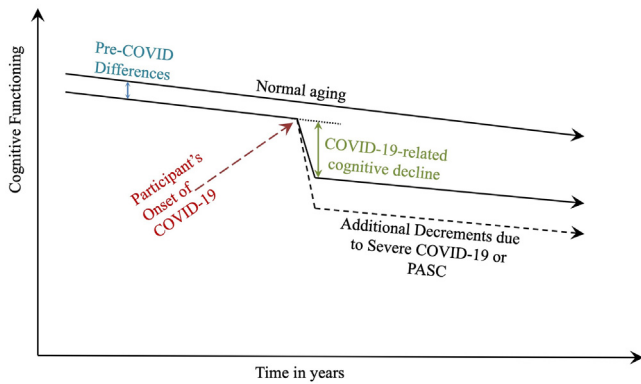 Cognitive Functioning
Pre-COVID
Differences
Normal aging
COVID-19-related
cognitive decline
Participant's
Onset of
COVID-19
Additional Decrements due
to Severe COVID-19 or
PASC
Time in years